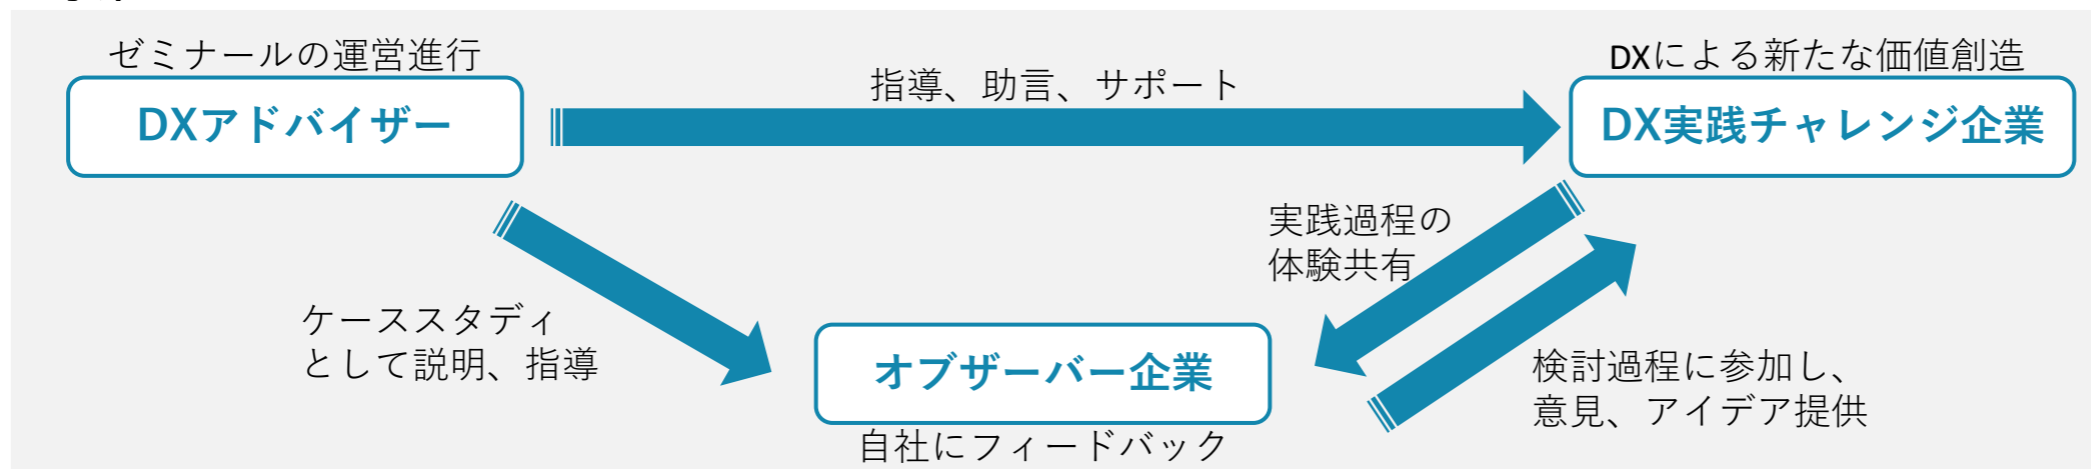 ゼミナールの運営進行
DXアドバイザー
指導、助言、サポート
DXによる新たな価値創造
DX実践チャレンジ企業
実践過程の
体験共有
ケーススタディ
として説明、指導
オブザーバー企業
自社にフィードバック
検討過程に参加し、
意見、アイデア提供